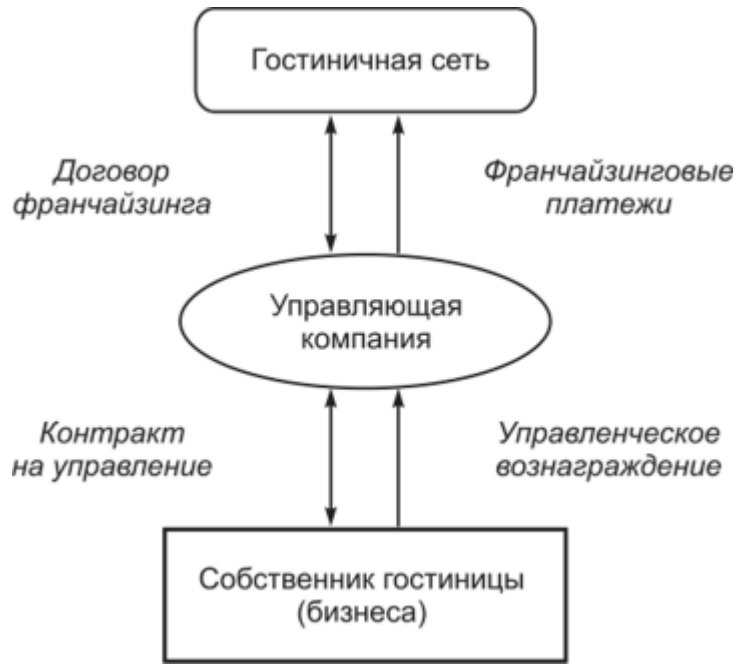 Гостиничная сеть
Договор
франчайзинга
Франчайзинговые
платежи
Управляющая
компания
Контракт
на управление
Управленческое
вознаграждение
Собственник гостиницы
(бизнеса)